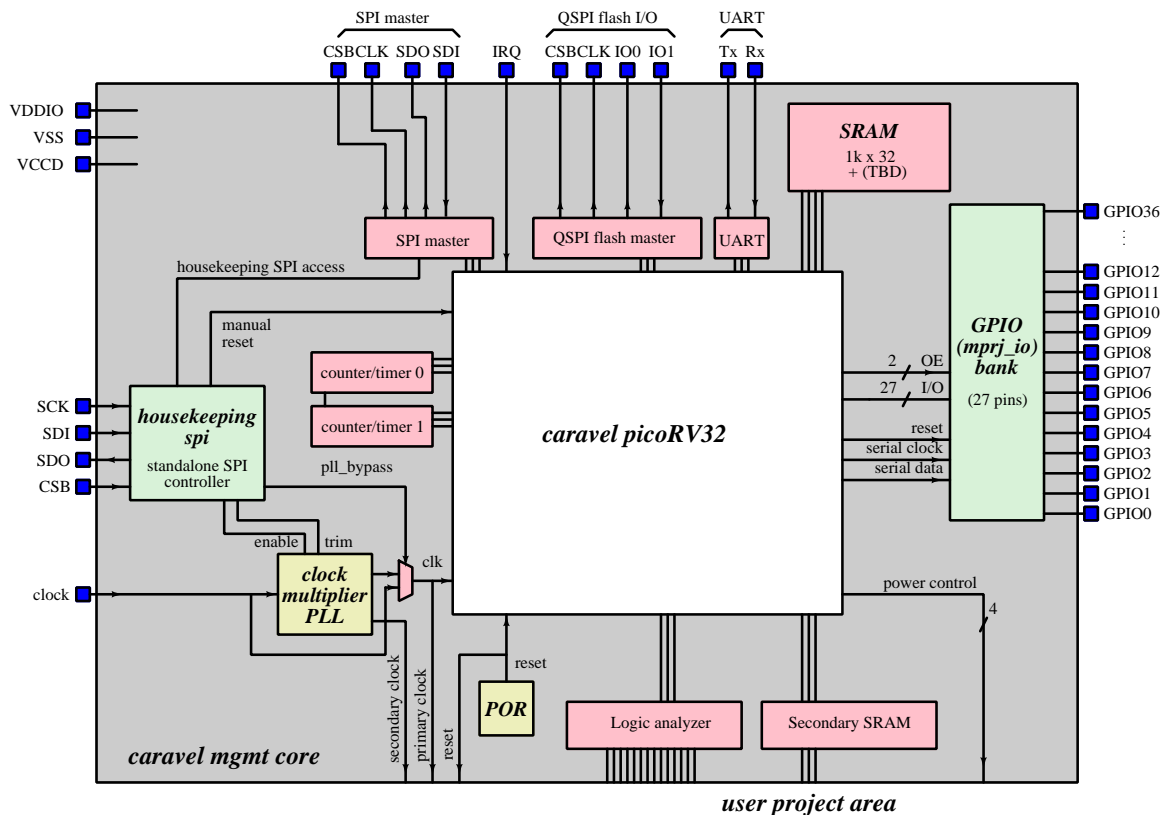 SPI master
QSPI flash I/O
UART
CSB CLK SDO SDI
IRQ
CSB CLK IO0 IO1
Tx Rx
VDDIO
VSS
VCCD
SRAM
1k x 32
+ (TBD)
SPI master
QSPI flash master
UART
housekeeping SPI access
manual
reset
counter/timer 0
counter/timer 1
caravel picoRV32
2 OE
27 I/O
reset
serial clock
serial data
GPIO
(mprj_io)
bank
(27 pins)
GPIO36
⋮
GPIO12
GPIO11
GPIO10
GPIO9
GPIO8
GPIO7
GPIO6
GPIO5
GPIO4
GPIO3
GPIO2
GPIO1
GPIO0
SCK
SDI
SDO
CSB
housekeeping
spi
standalone SPI
controller
pll_bypass
enable
trim
clock
clock
multiplier
PLL
clk
power control
4
secondary clock
primary clock
reset
reset
POR
Logic analyzer
Secondary SRAM
caravel mgmt core
user project area